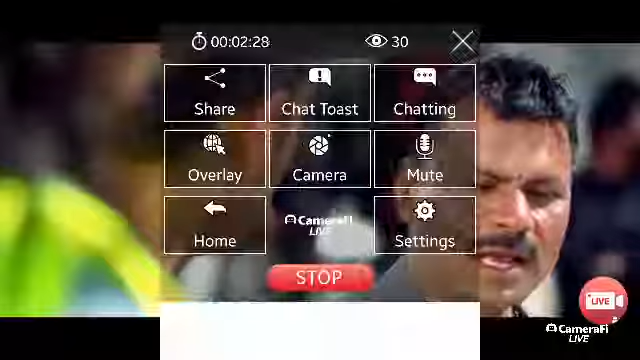 00:02:28 30
Share Chat Toast Chatting
Overlay Camera Mute
CameraFi
LIVE
Home Settings
STOP
LIVE
CameraFi
LIVE